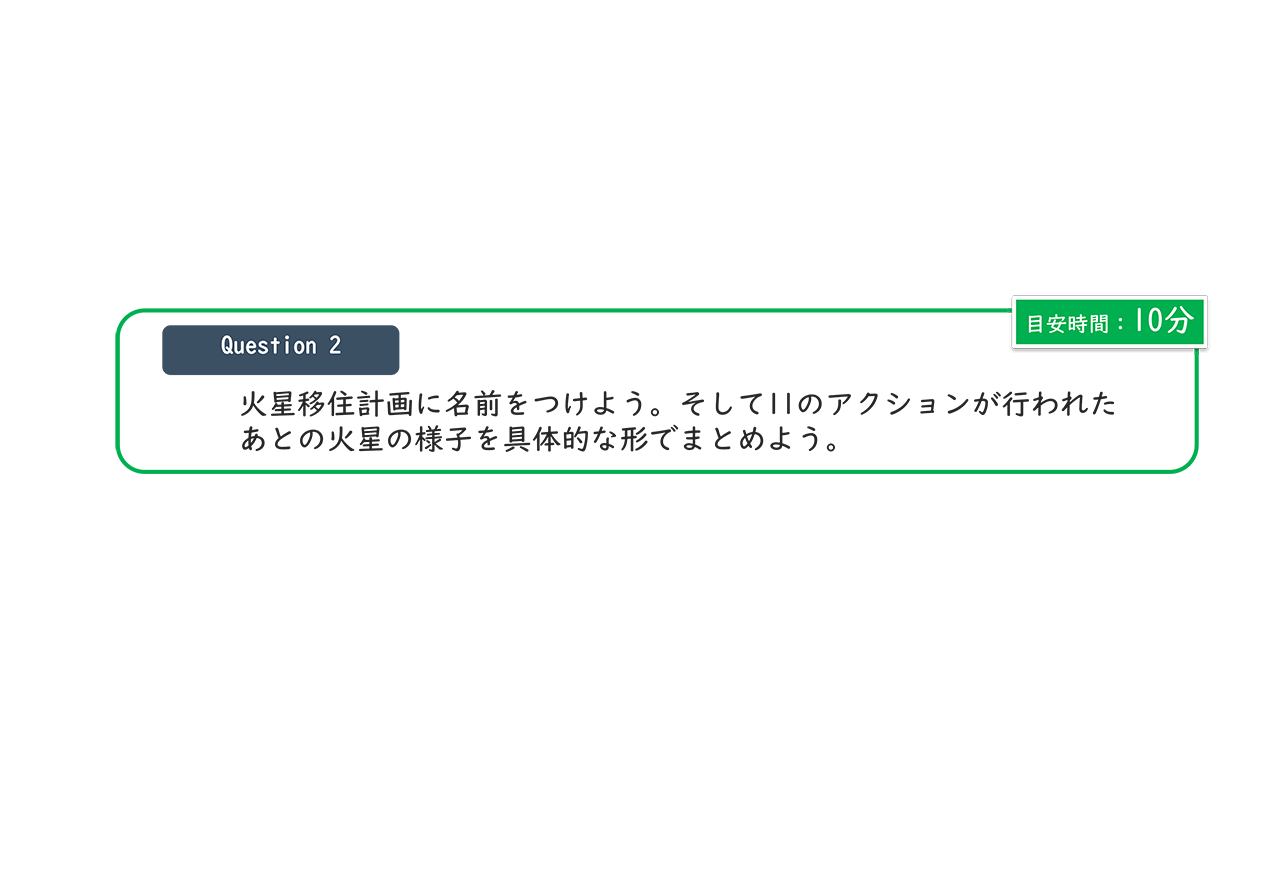 目安時間：10分
Question 2
火星移住計画に名前をつけよう。そして11のアクションが行われた
あとの火星の様子を具体的な形でまとめよう。